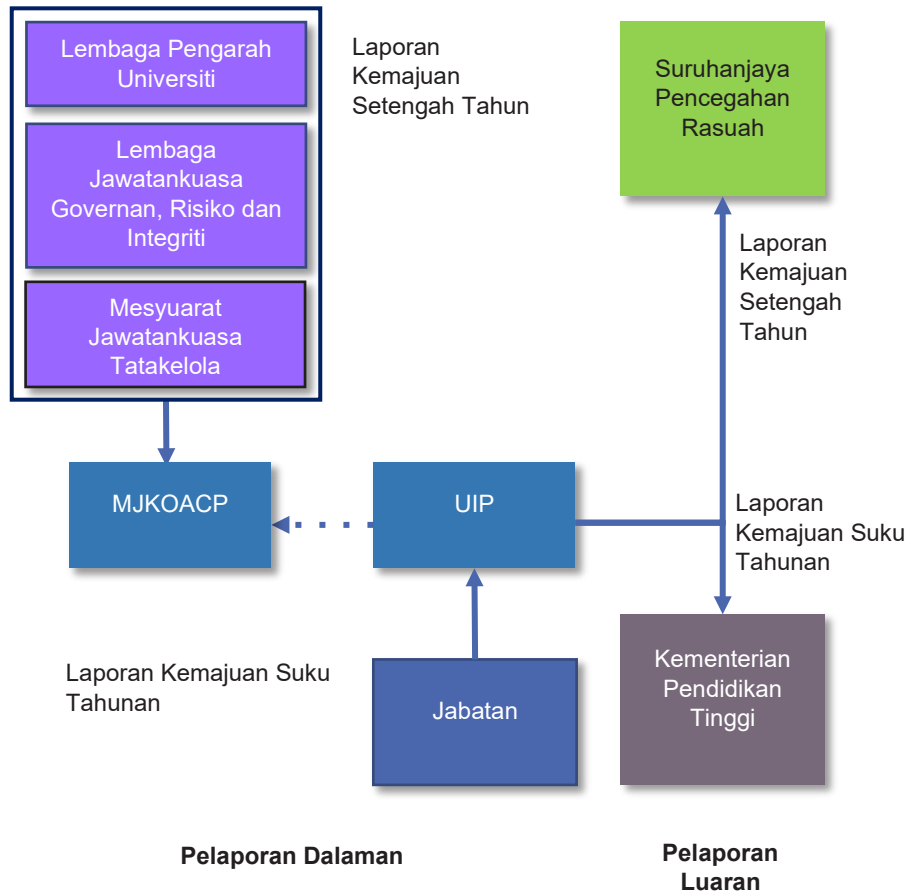 Lembaga Pengarah
Universiti
Lembaga
Jawatankuasa
Governan, Risiko dan
Integriti
Mesyuarat
Jawatankuasa
Tatakelola
Laporan
Kemajuan
Setengah Tahun
Suruhanjaya
Pencegahan
Rasuah
Laporan
Kemajuan
Setengah
Tahun
MJKOACP
UIP
Laporan
Kemajuan Suku
Tahunan
Laporan Kemajuan Suku
Tahunan
Jabatan
Kementerian
Pendidikan
Tinggi
Pelaporan Dalaman
Pelaporan
Luaran